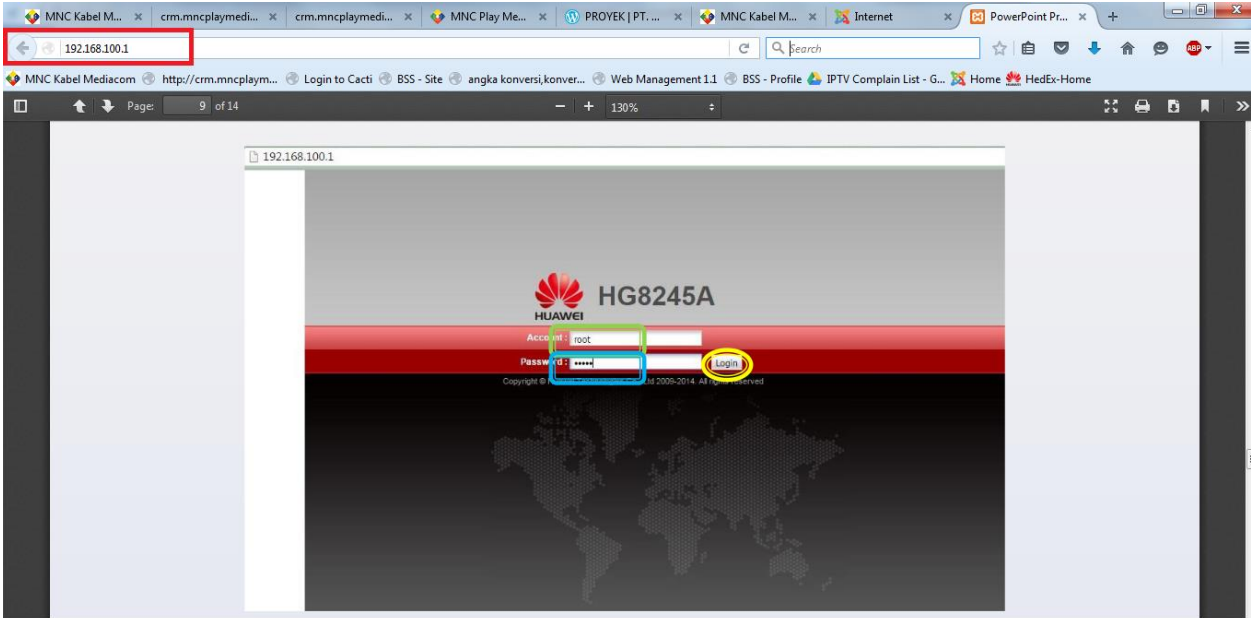 MNC Kabel M... crm.mncplaymedi... crm.mncplaymedi... MNC Play Me... PROYEK | PT. ... MNC Kabel M... Internet PowerPoint Pr...
192.168.100.1 Search ABP
MNC Kabel Mediacom http://crm.mncplaym... Login to Cacti BSS - Site angka konversi,konver... Web Management 1.1 BSS - Profile IPTV Complain List - G... Home HedEx-Home
Page: 9 of 14 130%
192.168.100.1
HUAWEI HG8245A
Account : root
Password : ••••• Login
Copyright © Ltd 2009-2014. All rights reserved